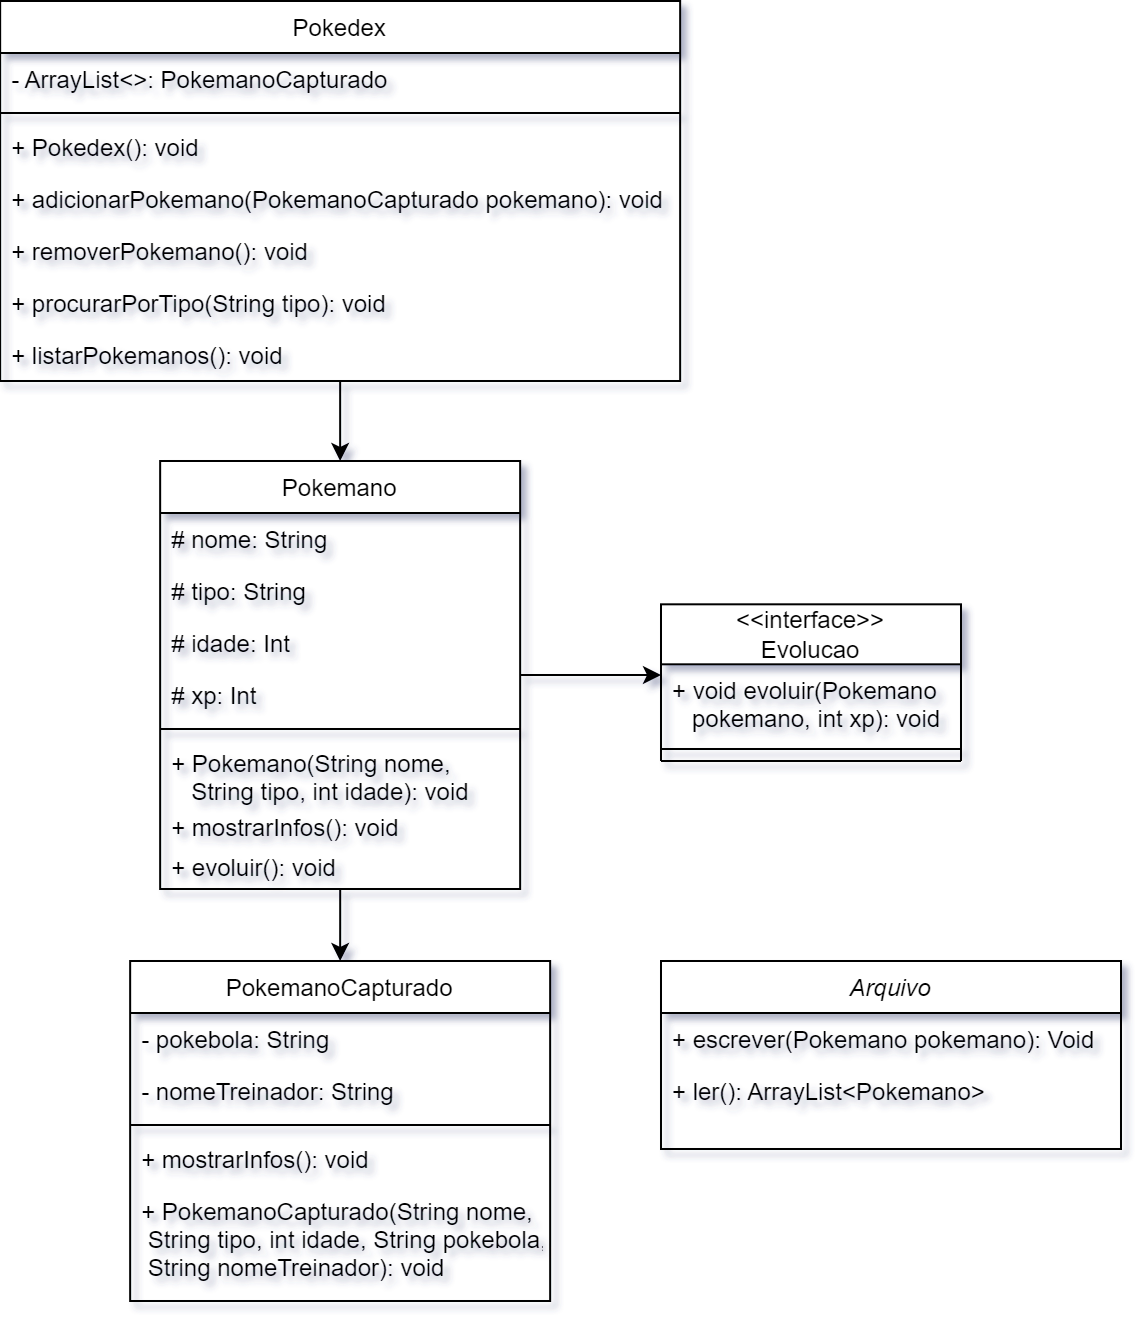 Pokedex
- ArrayList<>: PokemanoCapturado
+ Pokedex(): void
+ adicionarPokemano(PokemanoCapturado pokemano): void
+ removerPokemano(): void
+ procurarPorTipo(String tipo): void
+ listarPokemanos(): void
Pokemano
# nome: String
# tipo: String
# idade: Int
# xp: Int
+ Pokemano(String nome,
String tipo, int idade): void
+ mostrarInfos(): void
+ evoluir(): void
<<interface>>
Evolucao
+ void evoluir(Pokemano
pokemano, int xp): void
PokemanoCapturado
- pokebola: String
- nomeTreinador: String
+ mostrarInfos(): void
+ PokemanoCapturado(String nome,
String tipo, int idade, String pokebola,
String nomeTreinador): void
Arquivo
+ escrever(Pokemano pokemano): Void
+ ler(): ArrayList<Pokemano>